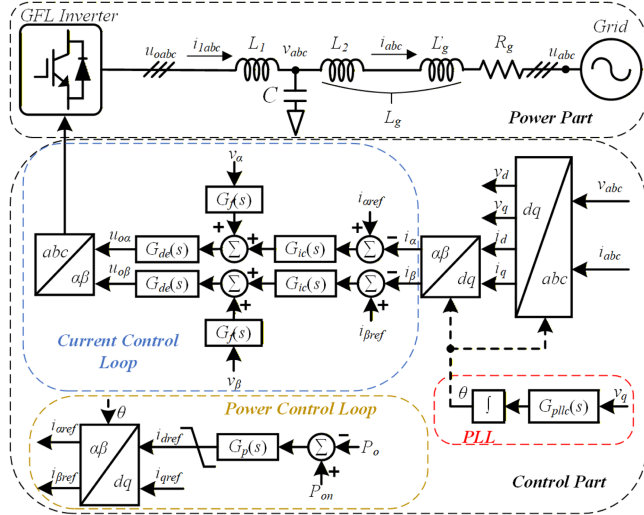 GFL Inverter
u_oabc i_1abc L_1 v_abc L_2 i_abc L'_g R_g u_abc Grid
C
L_g
Power Part
v_α
G_f(s)
i_αref
v_d
v_q
dq
v_abc
abc
αβ
u_oα G_de(s) + Σ + G_ic(s) + Σ − i_α
αβ
dq
i_d
u_oβ G_de(s) + Σ + G_ic(s) + Σ − i_β
i_q
abc
i_abc
G_f(s)
i_βref
v_β
Current Control
Loop
θ ∫ G_pllc(s) v_q
PLL
Power Control Loop
θ
i_αref
αβ
dq
i_dref G_p(s) Σ − P_o
+
P_on
i_βref i_qref
Control Part